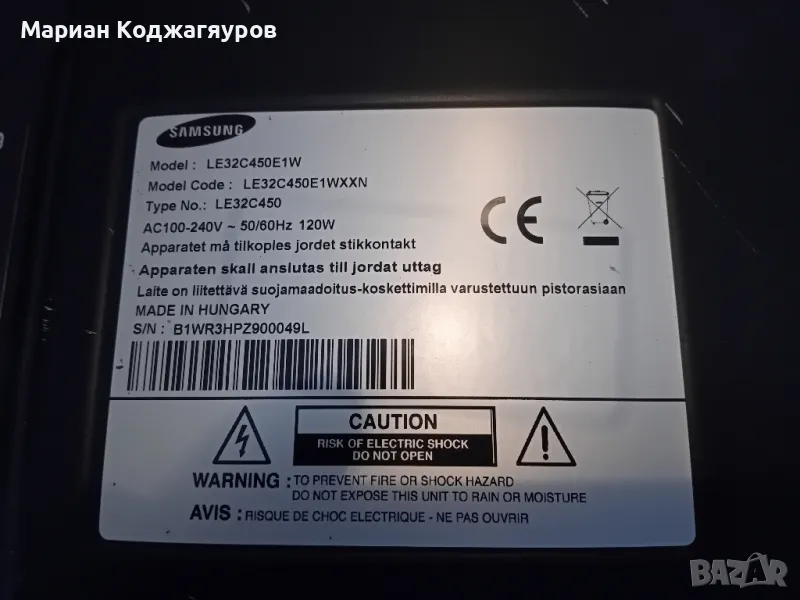 Мариан Коджагяуров
SAMSUNG
Model : LE32C450E1W
Model Code : LE32C450E1WXXN
Type No.: LE32C450
AC100-240V ~ 50/60Hz 120W
Apparatet må tilkoples jordet stikkontakt
Apparaten skall anslutas till jordat uttag
Laite on liitettävä suojamaadoitus-koskettimilla varustettuun pistorasiaan
MADE IN HUNGARY
S/N : B1WR3HPZ900049L
CE
CAUTION
RISK OF ELECTRIC SHOCK
DO NOT OPEN
WARNING : TO PREVENT FIRE OR SHOCK HAZARD
DO NOT EXPOSE THIS UNIT TO RAIN OR MOISTURE
AVIS : RISQUE DE CHOC ELECTRIQUE - NE PAS OUVRIR
BAZAR